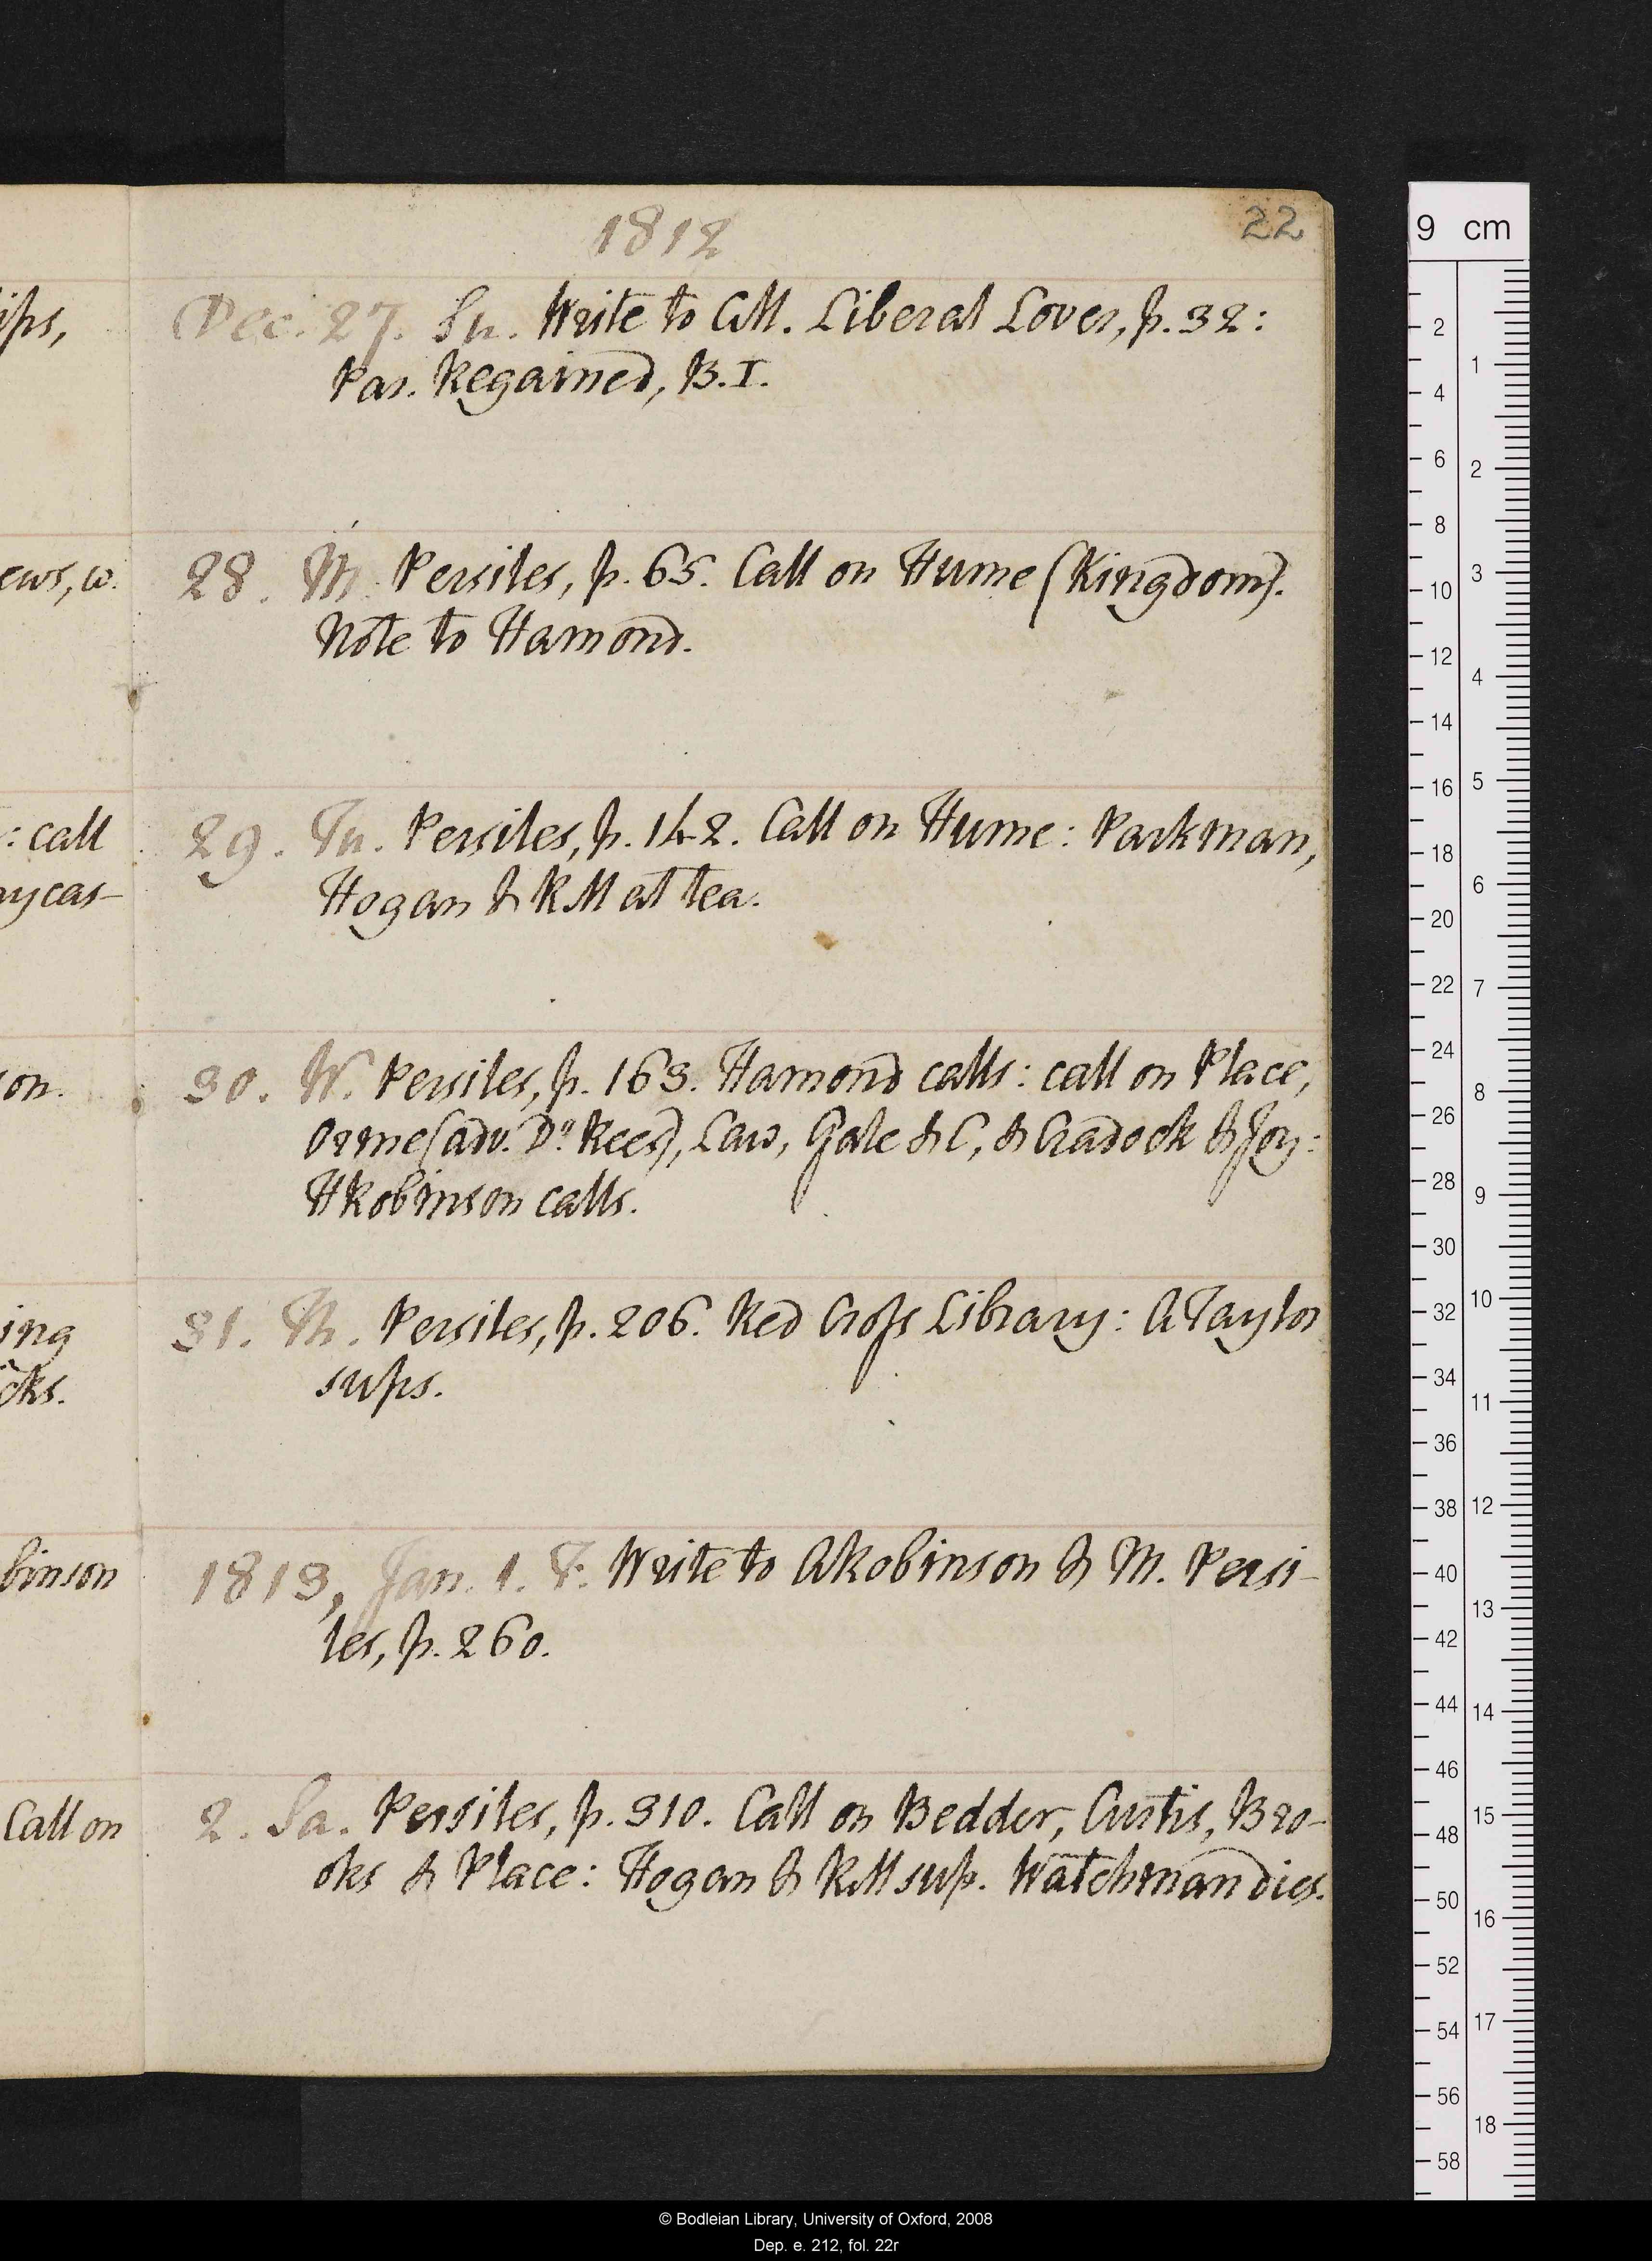 1812
22
Dec. 27. Su. Write to CM. Liberal Lover, p. 32:
Par. Regained, B. I.
28. M. Persiles, p. 65. Call on Hume (Kingdom).
Note to Hamond.
29. Tu. Persiles, p. 142. Call on Hume: Parkman,
Hogan & RM at tea.
30. W. Persiles, p. 163. Hamond calls: call on Place,
Orme (adv. Dr. Rees), Law, Gale & C, & Cradock & Joy:
HRobinson calls.
31. Th. Persiles, p. 206. Red Cross Library: ATaylor
sups.
1813, Jan. 1. F. Write to ARobinson & M. Persi-
les, p. 260.
2. Sa. Persiles, p. 310. Call on Bedder, Curtis, Bro-
oks & Place: Hogan & RM sup. Watchman dies.
ips,
ews, w.
: call
aycas-
son.
ing
cks.
binson
Call on
9 cm
2
4
6
8
10
12
14
16
18
20
22
24
26
28
30
32
34
36
38
40
42
44
46
48
50
52
54
56
58
1
2
3
4
5
6
7
8
9
10
11
12
13
14
15
16
17
18
© Bodleian Library, University of Oxford, 2008
Dep. e. 212, fol. 22r